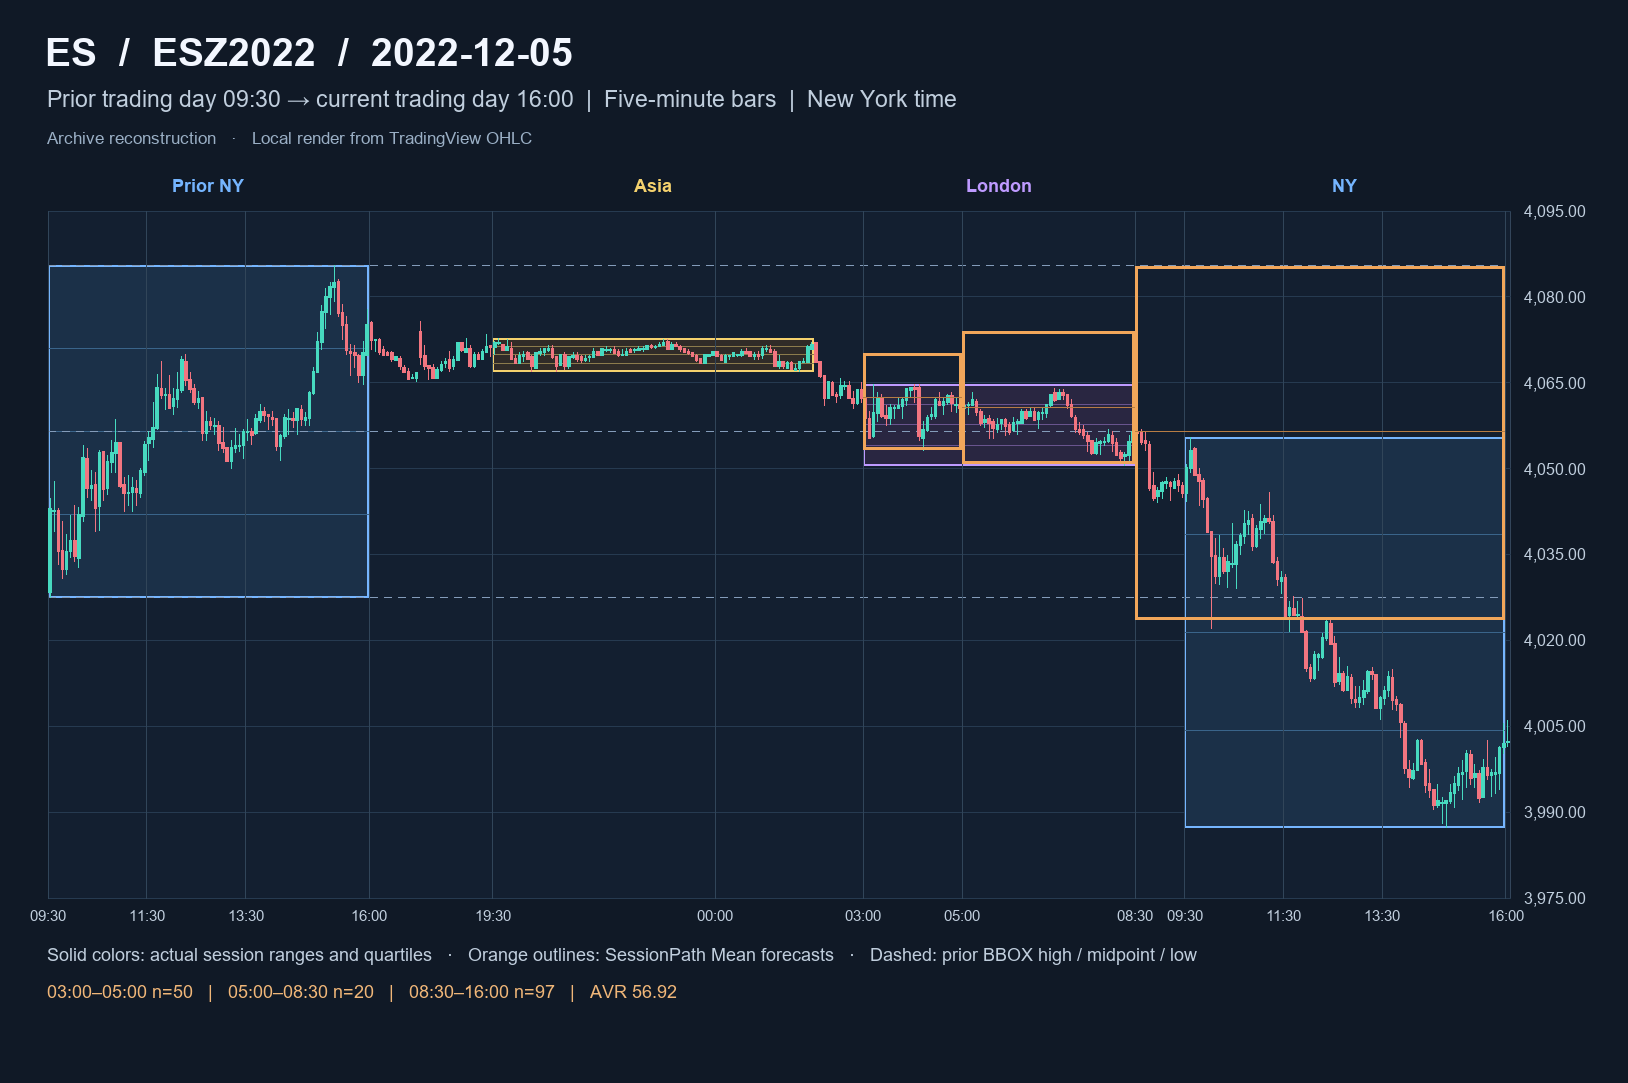 ES / ESZ2022 / 2022-12-05
Prior trading day 09:30 → current trading day 16:00 | Five-minute bars | New York time
Archive reconstruction · Local render from TradingView OHLC
Prior NY Asia London NY
4,095.00
4,080.00
4,065.00
4,050.00
4,035.00
4,020.00
4,005.00
3,990.00
3,975.00
09:30 11:30 13:30 16:00 19:30 00:00 03:00 05:00 08:30 09:30 11:30 13:30 16:00
Solid colors: actual session ranges and quartiles · Orange outlines: SessionPath Mean forecasts · Dashed: prior BBOX high / midpoint / low
03:00–05:00 n=50 | 05:00–08:30 n=20 | 08:30–16:00 n=97 | AVR 56.92